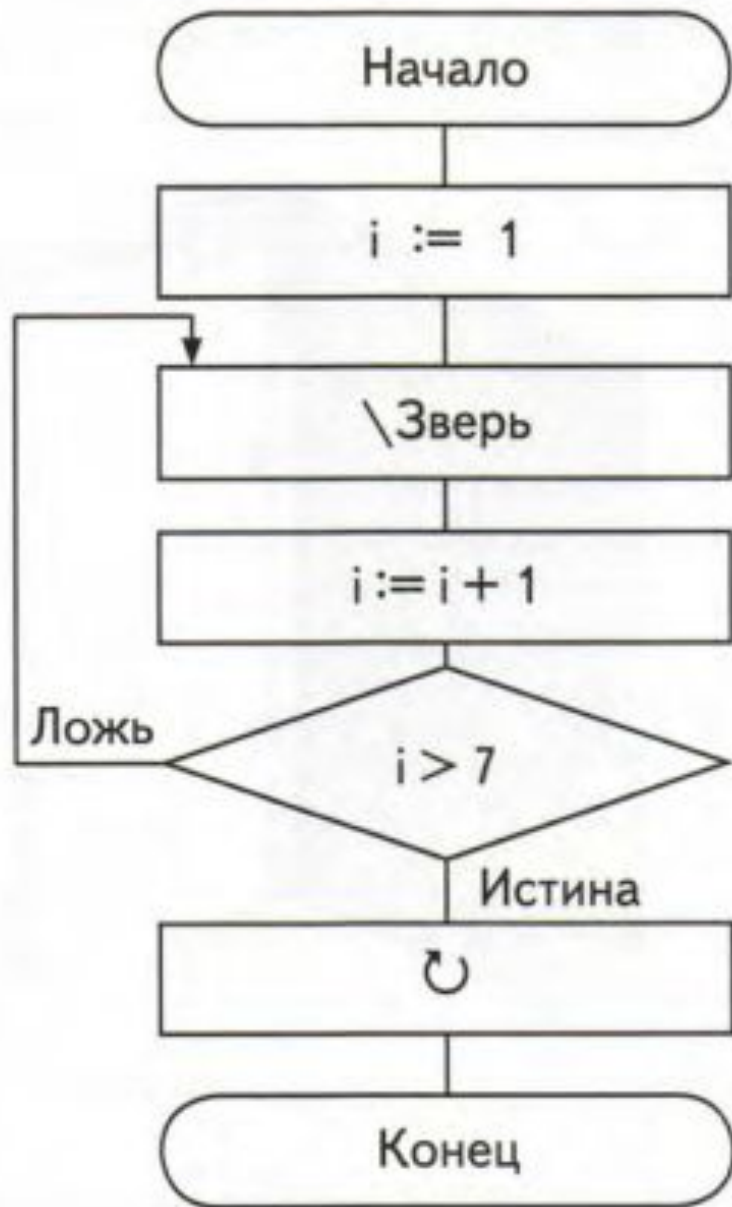 Начало
i := 1
\Зверь
i := i + 1
Ложь
i > 7
Истина
↻
Конец